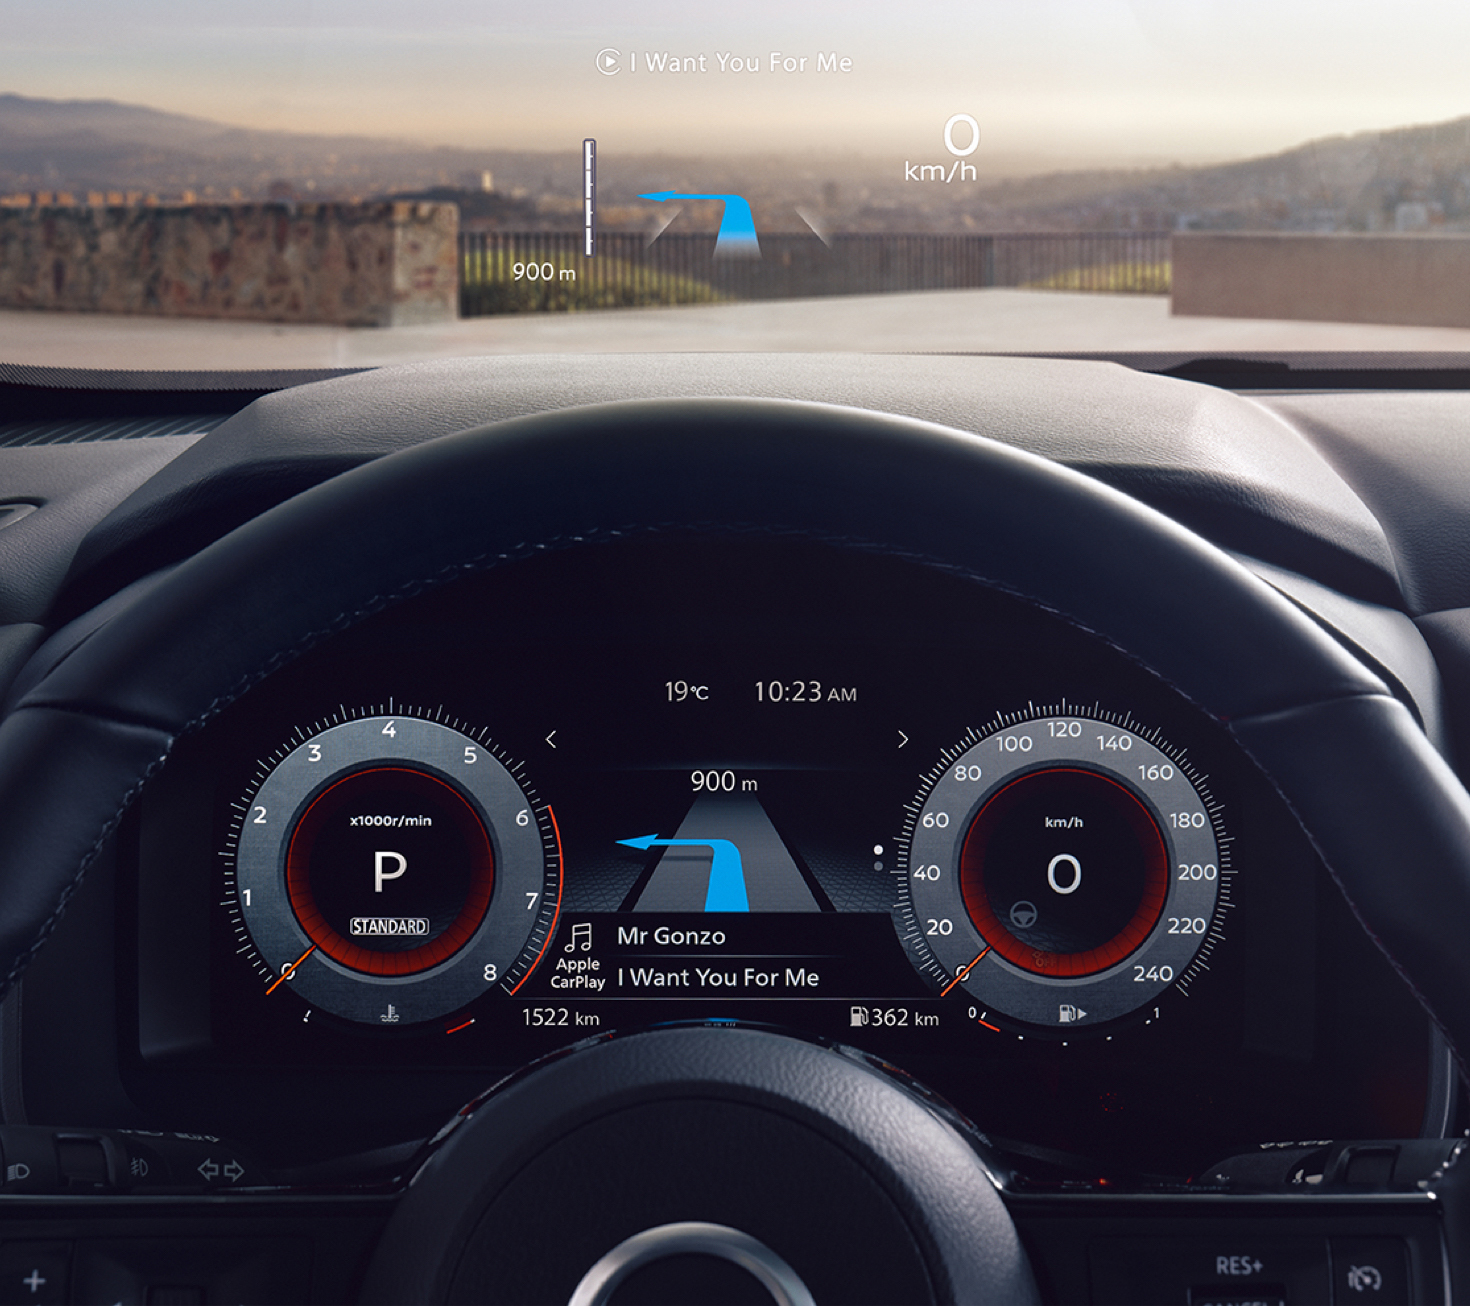 I Want You For Me
0
km/h
900 m
19°C 10:23 AM
900 m
x1000r/min
P
STANDARD
0 1 2 3 4 5 6 7 8
km/h
0
0 20 40 60 80 100 120 140 160 180 200 220 240
Mr Gonzo
Apple
CarPlay
I Want You For Me
1522 km
362 km
0
1
RES+